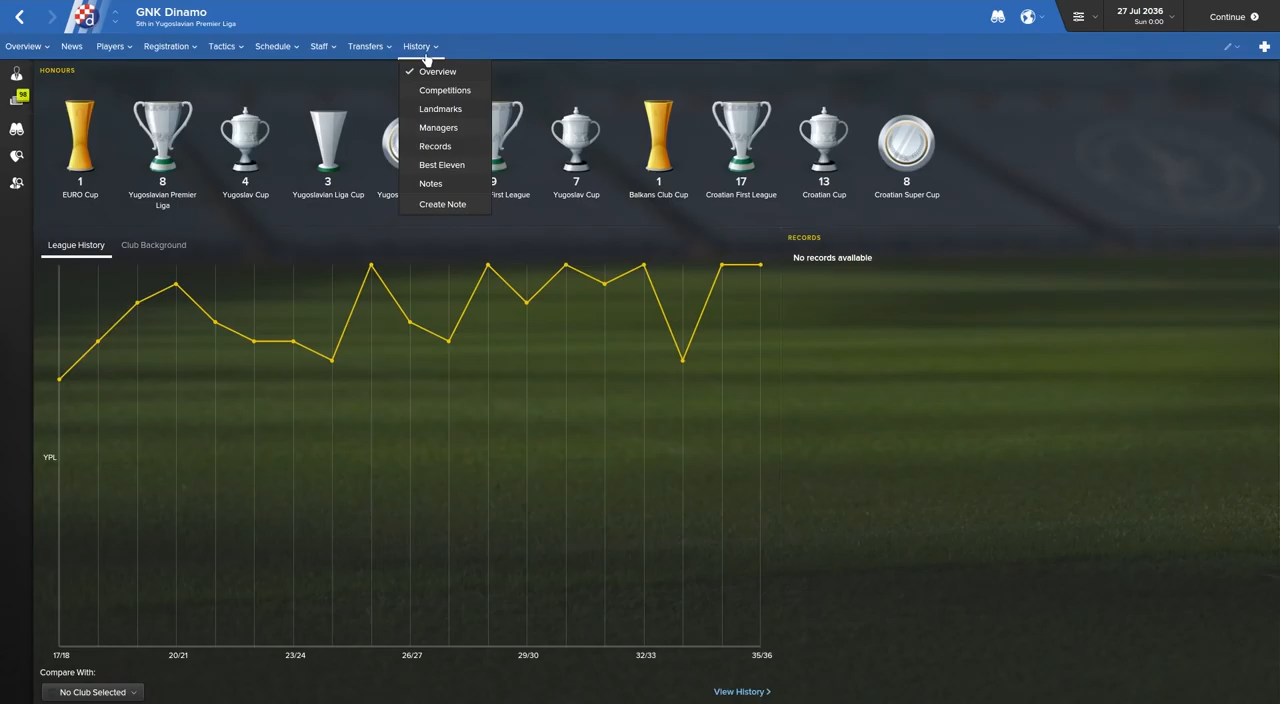 GNK Dinamo
5th in Yugoslavian Premier Liga
27 Jul 2036
Sun 0:00
Continue
Overview
News
Players
Registration
Tactics
Schedule
Staff
Transfers
History
98
HONOURS
Overview
Competitions
Landmarks
Managers
Records
Best Eleven
Notes
Create Note
1
EURO Cup
8
Yugoslavian Premier
Liga
4
Yugoslav Cup
3
Yugoslavian Liga Cup
Yugos
9
First League
7
Yugoslav Cup
1
Balkans Club Cup
17
Croatian First League
13
Croatian Cup
8
Croatian Super Cup
League History
Club Background
RECORDS
No records available
YPL
17/18
20/21
23/24
26/27
29/30
32/33
35/36
Compare With:
No Club Selected
View History >